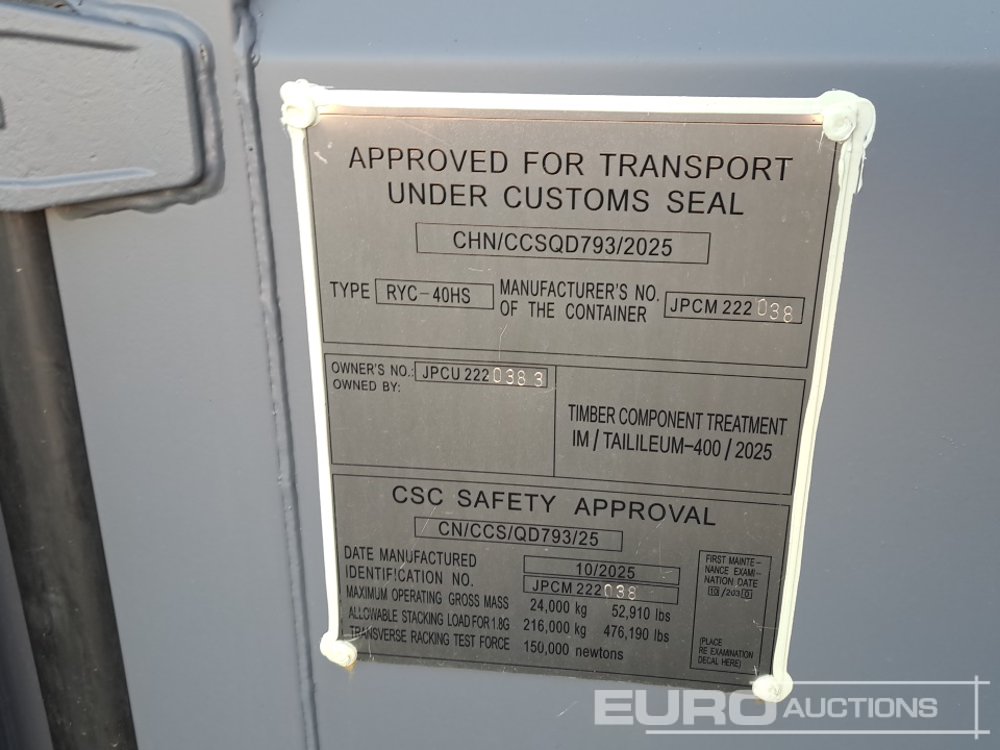 APPROVED FOR TRANSPORT
UNDER CUSTOMS SEAL
CHN/CCSQD793/2025
TYPE RYC-40HS
MANUFACTURER'S NO.
OF THE CONTAINER
JPCM 222038
OWNER'S NO.: JPCU 222038 3
OWNED BY:
TIMBER COMPONENT TREATMENT
IM / TAILILEUM-400 / 2025
CSC SAFETY APPROVAL
CN/CCS/QD793/25
DATE MANUFACTURED 10/2025
IDENTIFICATION NO. JPCM 222038
MAXIMUM OPERATING GROSS MASS 24,000 kg 52,910 lbs
ALLOWABLE STACKING LOAD FOR 1.8G 216,000 kg 476,190 lbs
TRANSVERSE RACKING TEST FORCE 150,000 newtons
FIRST MAINTE-
NANCE EXAMI-
NATION DATE
10/2030
(PLACE
RE EXAMINATION
DECAL HERE)
EURO AUCTIONS